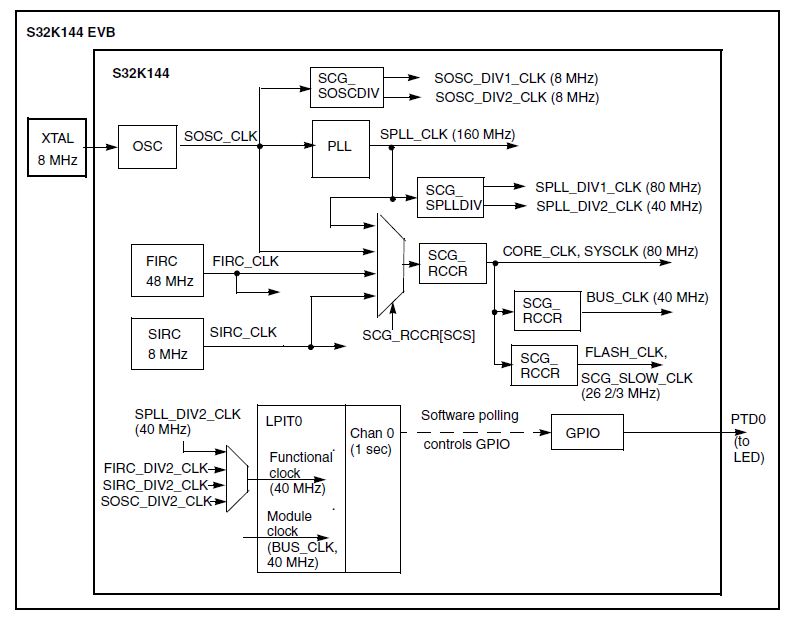 S32K144 EVB
S32K144
SCG_
SOSCDIV
SOSC_DIV1_CLK (8 MHz)
SOSC_DIV2_CLK (8 MHz)
XTAL
8 MHz
OSC
SOSC_CLK
PLL
SPLL_CLK (160 MHz)
SCG_
SPLLDIV
SPLL_DIV1_CLK (80 MHz)
SPLL_DIV2_CLK (40 MHz)
FIRC
48 MHz
FIRC_CLK
SCG_
RCCR
CORE_CLK, SYSCLK (80 MHz)
SCG_
RCCR
BUS_CLK (40 MHz)
SIRC
8 MHz
SIRC_CLK
SCG_RCCR[SCS]
SCG_
RCCR
FLASH_CLK,
SCG_SLOW_CLK
(26 2/3 MHz)
SPLL_DIV2_CLK
(40 MHz)
FIRC_DIV2_CLK
SIRC_DIV2_CLK
SOSC_DIV2_CLK
LPIT0
Functional
clock
(40 MHz)
Module
clock
(BUS_CLK,
40 MHz)
Chan 0
(1 sec)
Software polling
controls GPIO
GPIO
PTD0
(to
LED)